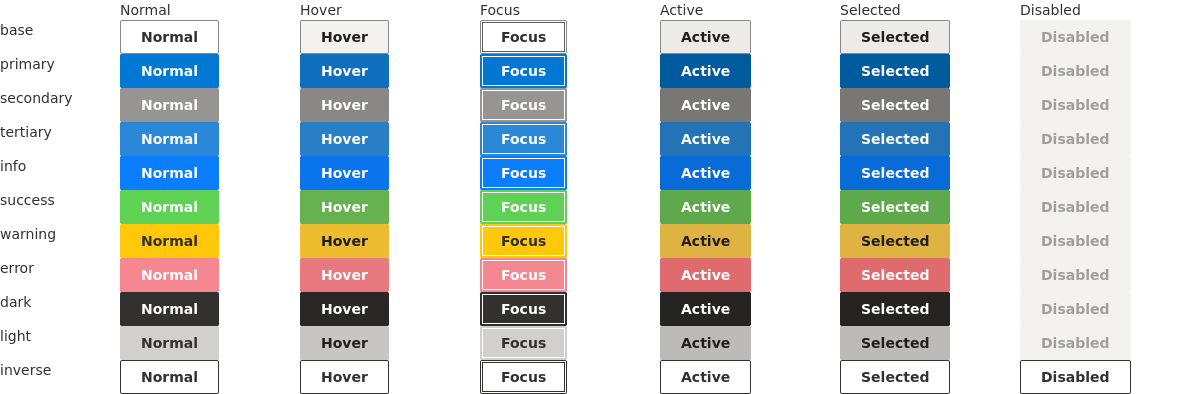 Normal Hover Focus Active Selected Disabled
base Normal Hover Focus Active Selected Disabled
primary Normal Hover Focus Active Selected Disabled
secondary Normal Hover Focus Active Selected Disabled
tertiary Normal Hover Focus Active Selected Disabled
info Normal Hover Focus Active Selected Disabled
success Normal Hover Focus Active Selected Disabled
warning Normal Hover Focus Active Selected Disabled
error Normal Hover Focus Active Selected Disabled
dark Normal Hover Focus Active Selected Disabled
light Normal Hover Focus Active Selected Disabled
inverse Normal Hover Focus Active Selected Disabled